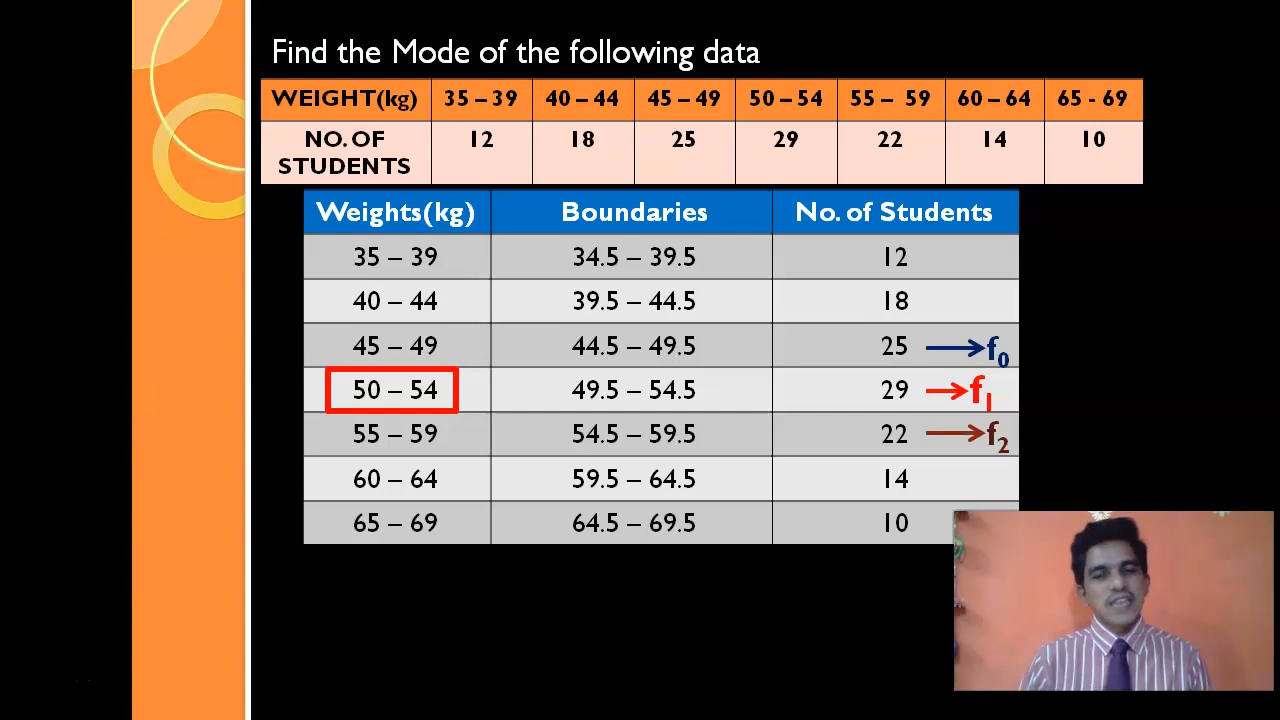 Find the Mode of the following data
WEIGHT(kg) 35 – 39 40 – 44 45 – 49 50 – 54 55 – 59 60 – 64 65 - 69
NO. OF STUDENTS 12 18 25 29 22 14 10
Weights(kg) Boundaries No. of Students
35 – 39 34.5 – 39.5 12
40 – 44 39.5 – 44.5 18
45 – 49 44.5 – 49.5 25 f0
50 – 54 49.5 – 54.5 29 f1
55 – 59 54.5 – 59.5 22 f2
60 – 64 59.5 – 64.5 14
65 – 69 64.5 – 69.5 10